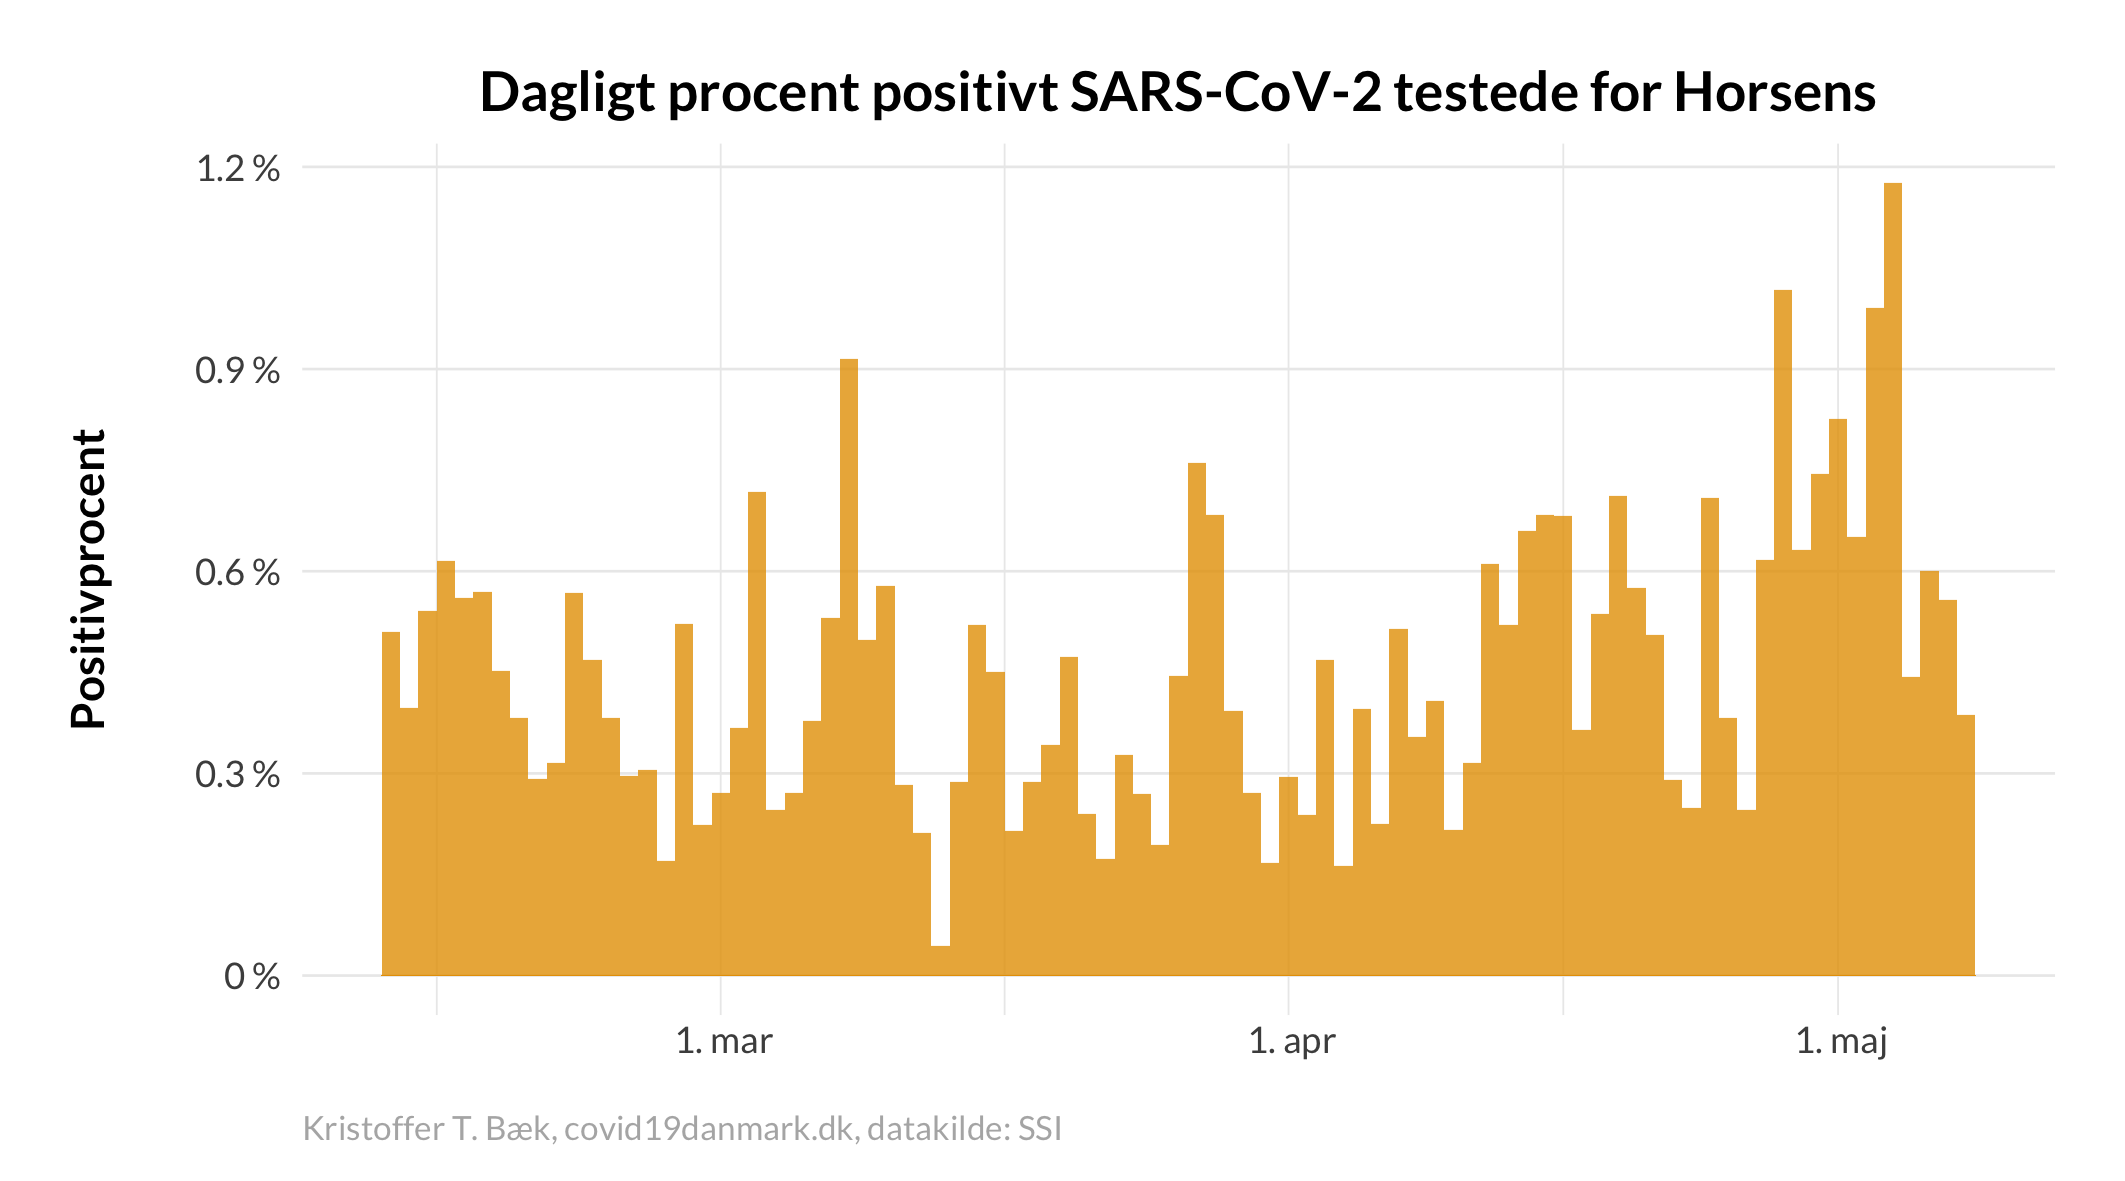 Dagligt procent positivt SARS-CoV-2 testede for Horsens
Positivprocent
1.2 %
0.9 %
0.6 %
0.3 %
0 %
1. mar
1. apr
1. maj
Kristoffer T. Bæk, covid19danmark.dk, datakilde: SSI